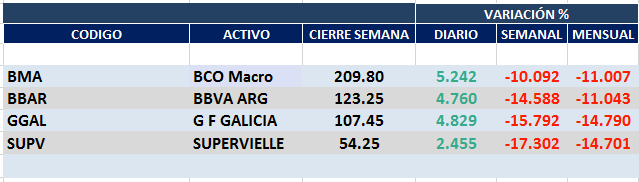 VARIACIÓN %
CODIGO ACTIVO CIERRE SEMANA DIARIO SEMANAL MENSUAL
BMA BCO Macro 209.80 5.242 -10.092 -11.007
BBAR BBVA ARG 123.25 4.760 -14.588 -11.043
GGAL G F GALICIA 107.45 4.829 -15.792 -14.790
SUPV SUPERVIELLE 54.25 2.455 -17.302 -14.701